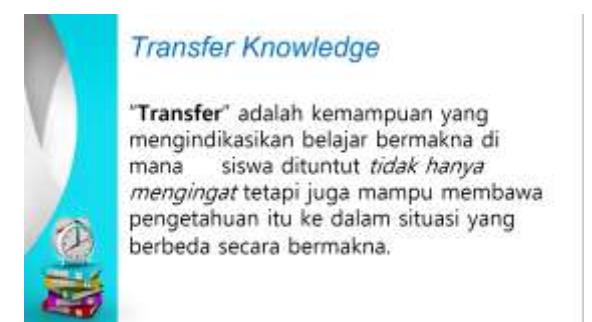 Transfer Knowledge
"Transfer" adalah kemampuan yang
mengindikasikan belajar bermakna di
mana siswa dituntut tidak hanya
mengingat tetapi juga mampu membawa
pengetahuan itu ke dalam situasi yang
berbeda secara bermakna.